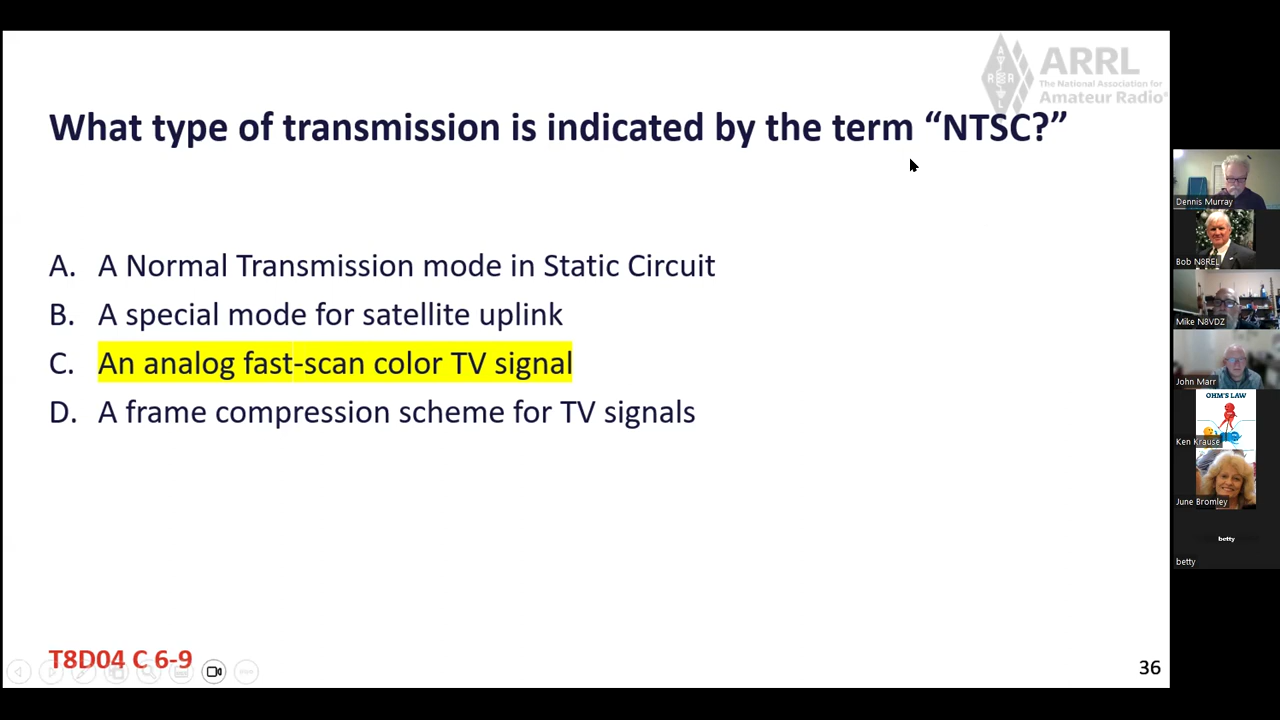 ARRL
The National Association for
Amateur Radio®
What type of transmission is indicated by the term “NTSC?”
A. A Normal Transmission mode in Static Circuit
B. A special mode for satellite uplink
C. An analog fast-scan color TV signal
D. A frame compression scheme for TV signals
T8D04 C 6-9
36
Dennis Murray
Bob N8REL
Mike N8VDZ
John Marr
OHM'S LAW
Ken Krause
June Bromley
betty
betty